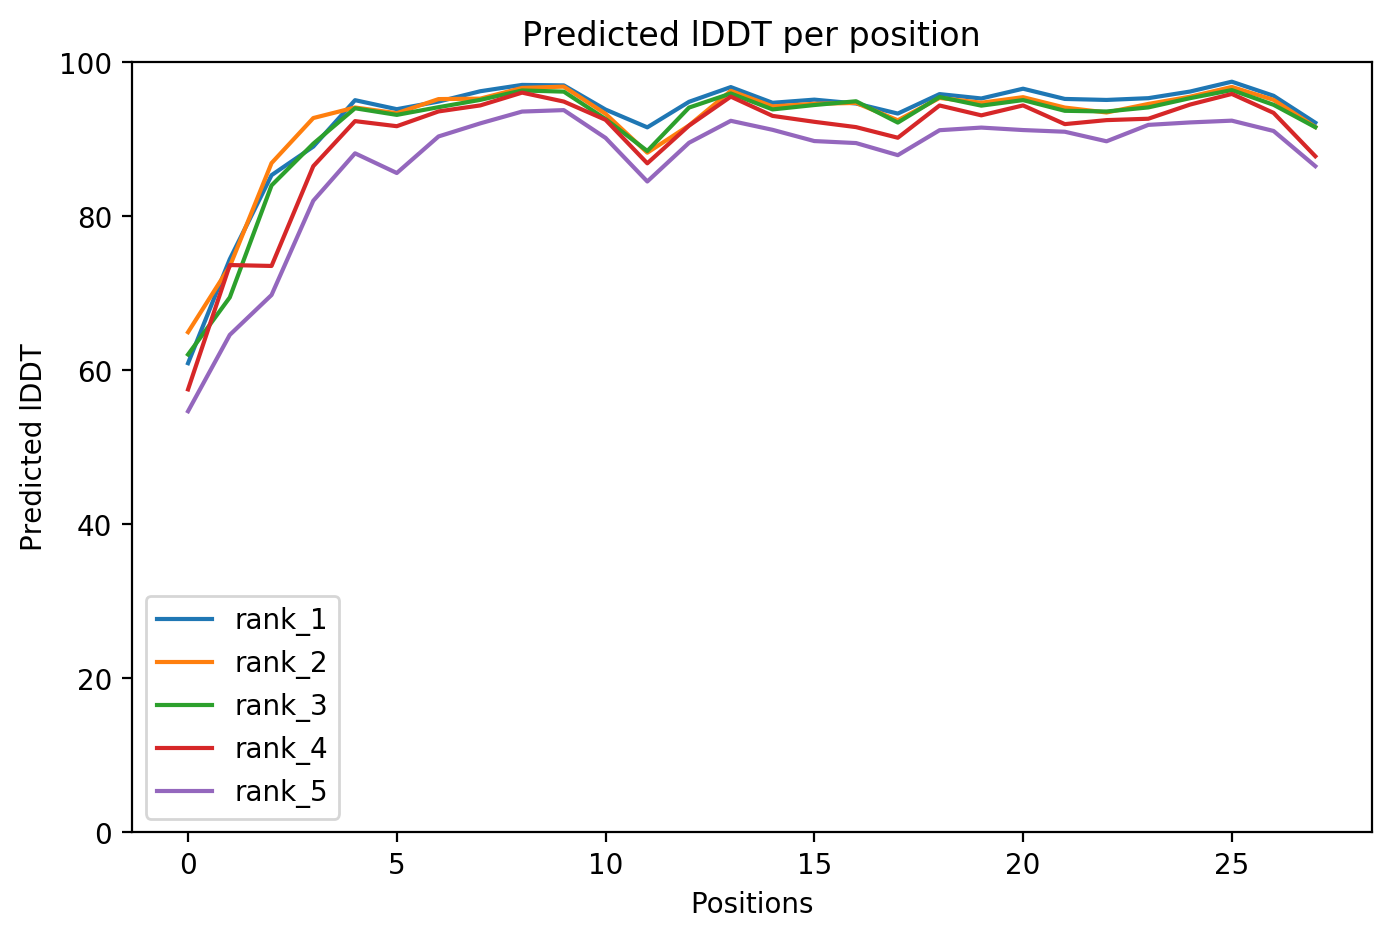 Predicted lDDT per position
100
80
60
40
20
0
Predicted lDDT
rank_1
rank_2
rank_3
rank_4
rank_5
0 5 10 15 20 25
Positions